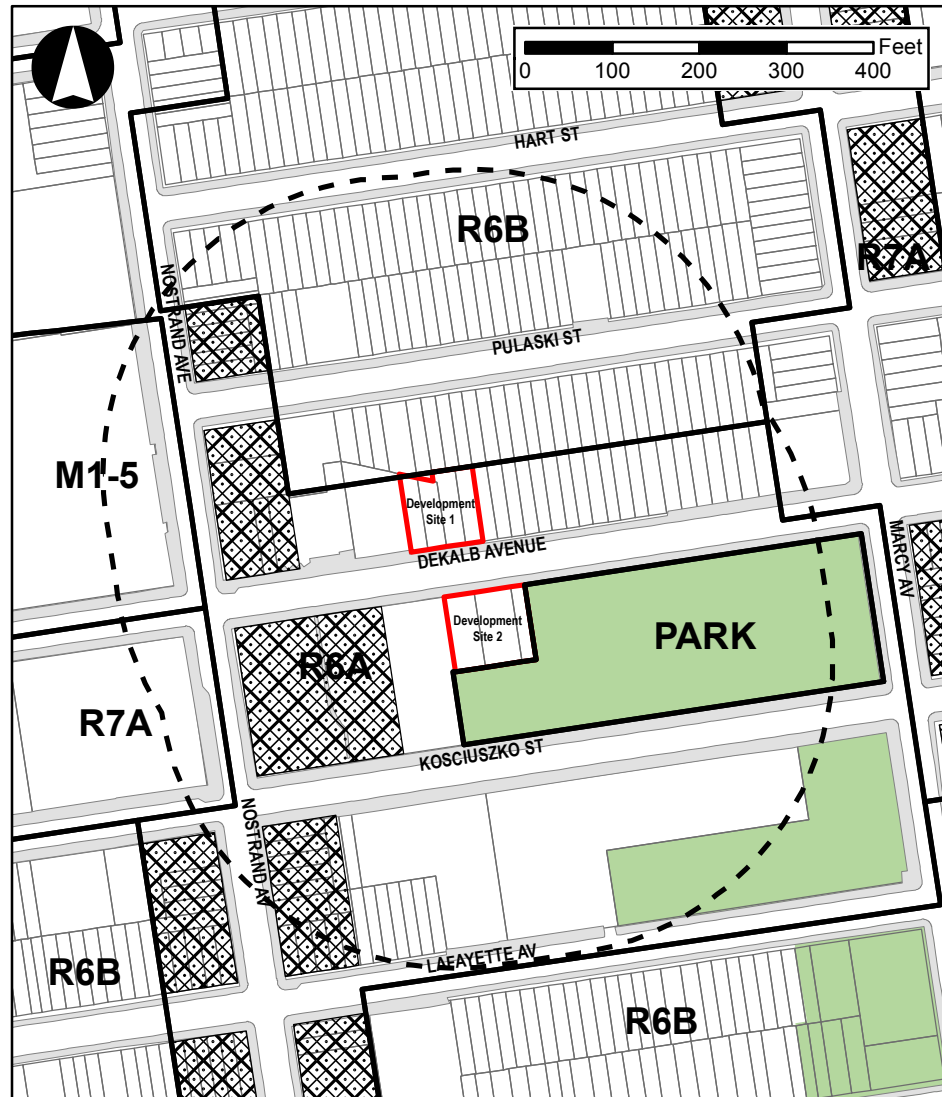 Feet
0 100 200 300 400
HART ST
R6B
R7A
NOSTRAND AVE
PULASKI ST
M1-5
Development
Site 1
DEKALB AVENUE
MARCY AV
Development
Site 2
PARK
R6A
R7A
KOSCIUSZKO ST
NOSTRAND AV
LAFAYETTE AV
R6B
R6B